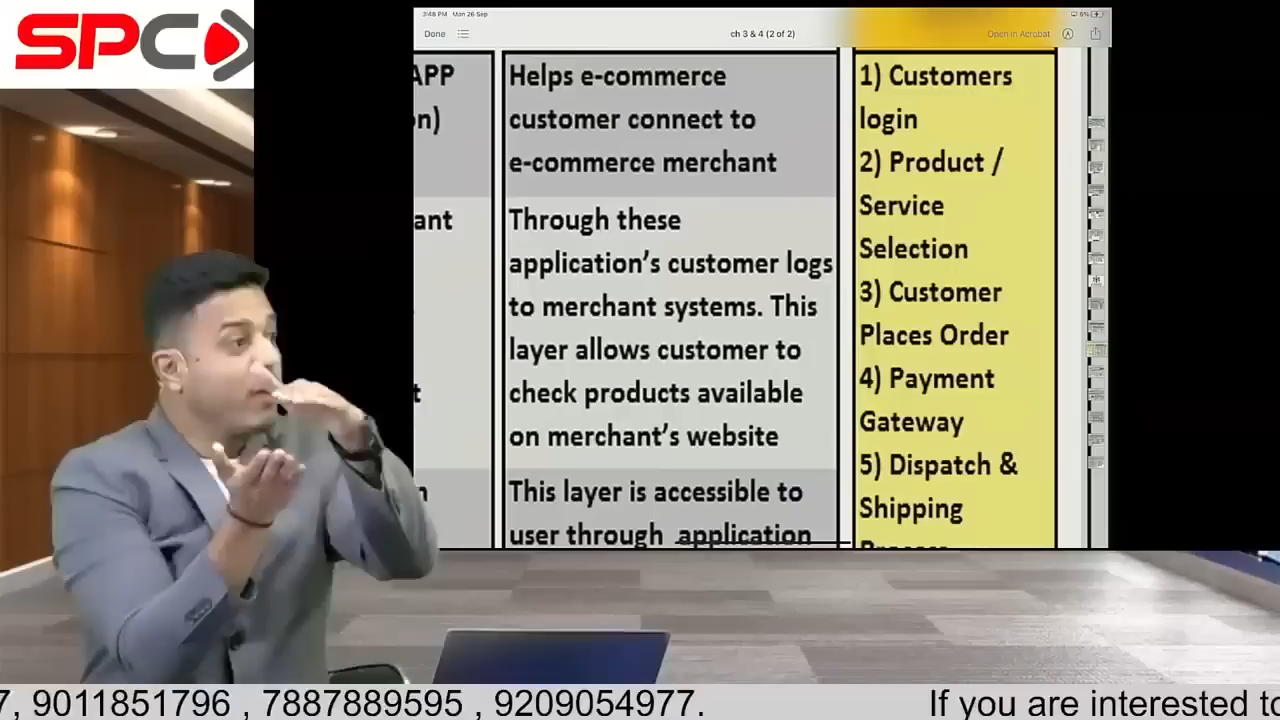 SPC
3:48 PM Mon 26 Sep
6%
Done
ch 3 & 4 (2 of 2)
Open in Acrobat
APP
on)
ant
t
n
Helps e-commerce
customer connect to
e-commerce merchant
Through these
application's customer logs
to merchant systems. This
layer allows customer to
check products available
on merchant's website
This layer is accessible to
user through application
1) Customers
login
2) Product /
Service
Selection
3) Customer
Places Order
4) Payment
Gateway
5) Dispatch &
Shipping
7, 9011851796 , 7887889595 , 9209054977.
If you are interested to